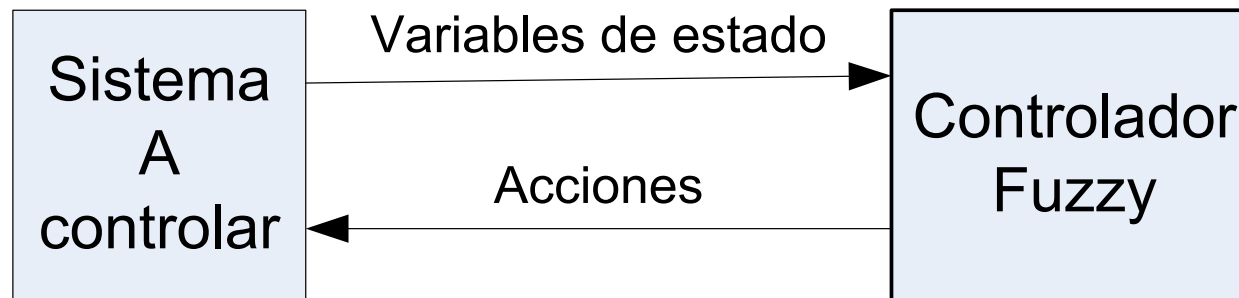 Sistema
A
controlar
Variables de estado
Acciones
Controlador
Fuzzy